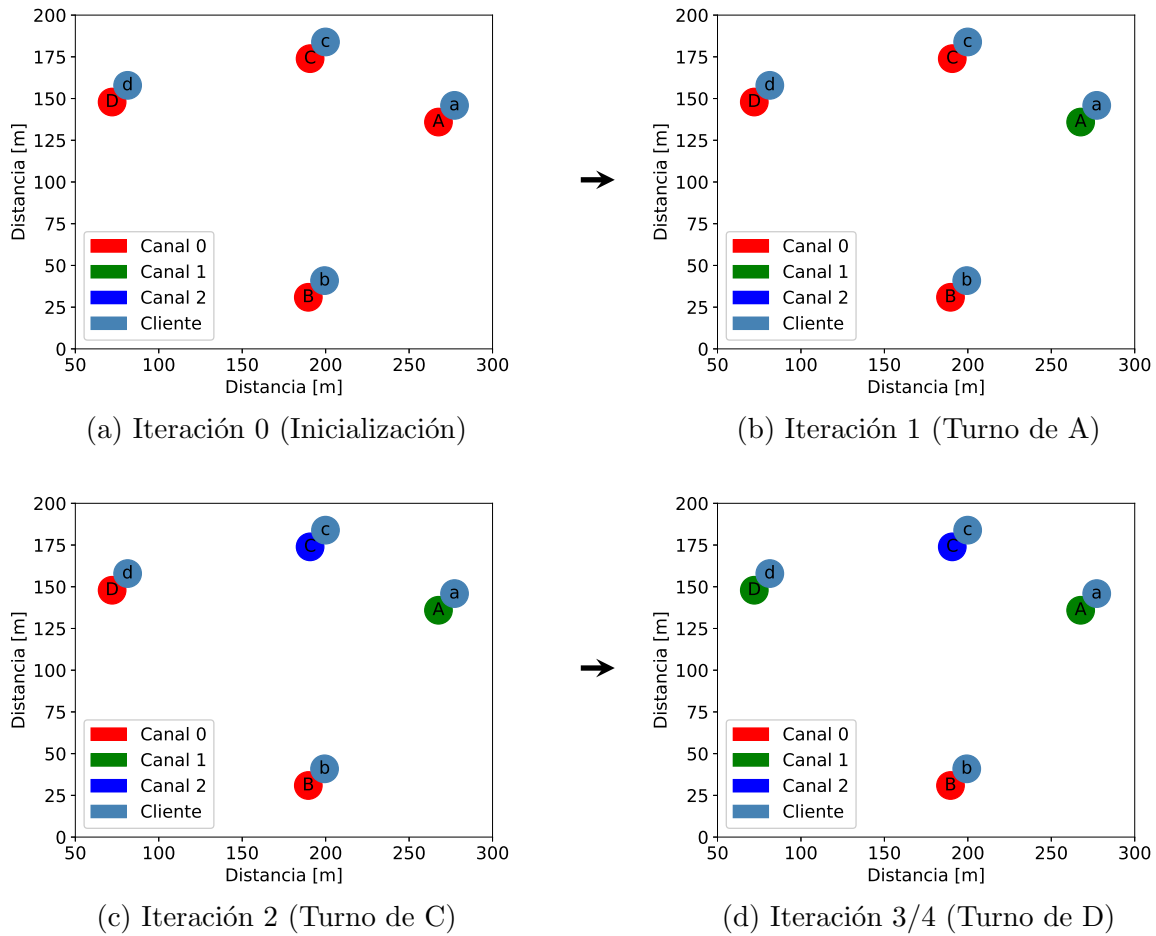 200
175
150
125
100
75
50
25
0
Distancia [m]
50 100 150 200 250 300
Distancia [m]
c
C
d
D
a
A
b
B
Canal 0
Canal 1
Canal 2
Cliente
(a) Iteración 0 (Inicialización)
200
175
150
125
100
75
50
25
0
Distancia [m]
50 100 150 200 250 300
Distancia [m]
c
C
d
D
a
A
b
B
Canal 0
Canal 1
Canal 2
Cliente
(b) Iteración 1 (Turno de A)
200
175
150
125
100
75
50
25
0
Distancia [m]
50 100 150 200 250 300
Distancia [m]
c
C
d
D
a
A
b
B
Canal 0
Canal 1
Canal 2
Cliente
(c) Iteración 2 (Turno de C)
200
175
150
125
100
75
50
25
0
Distancia [m]
50 100 150 200 250 300
Distancia [m]
c
C
d
D
a
A
b
B
Canal 0
Canal 1
Canal 2
Cliente
(d) Iteración 3/4 (Turno de D)